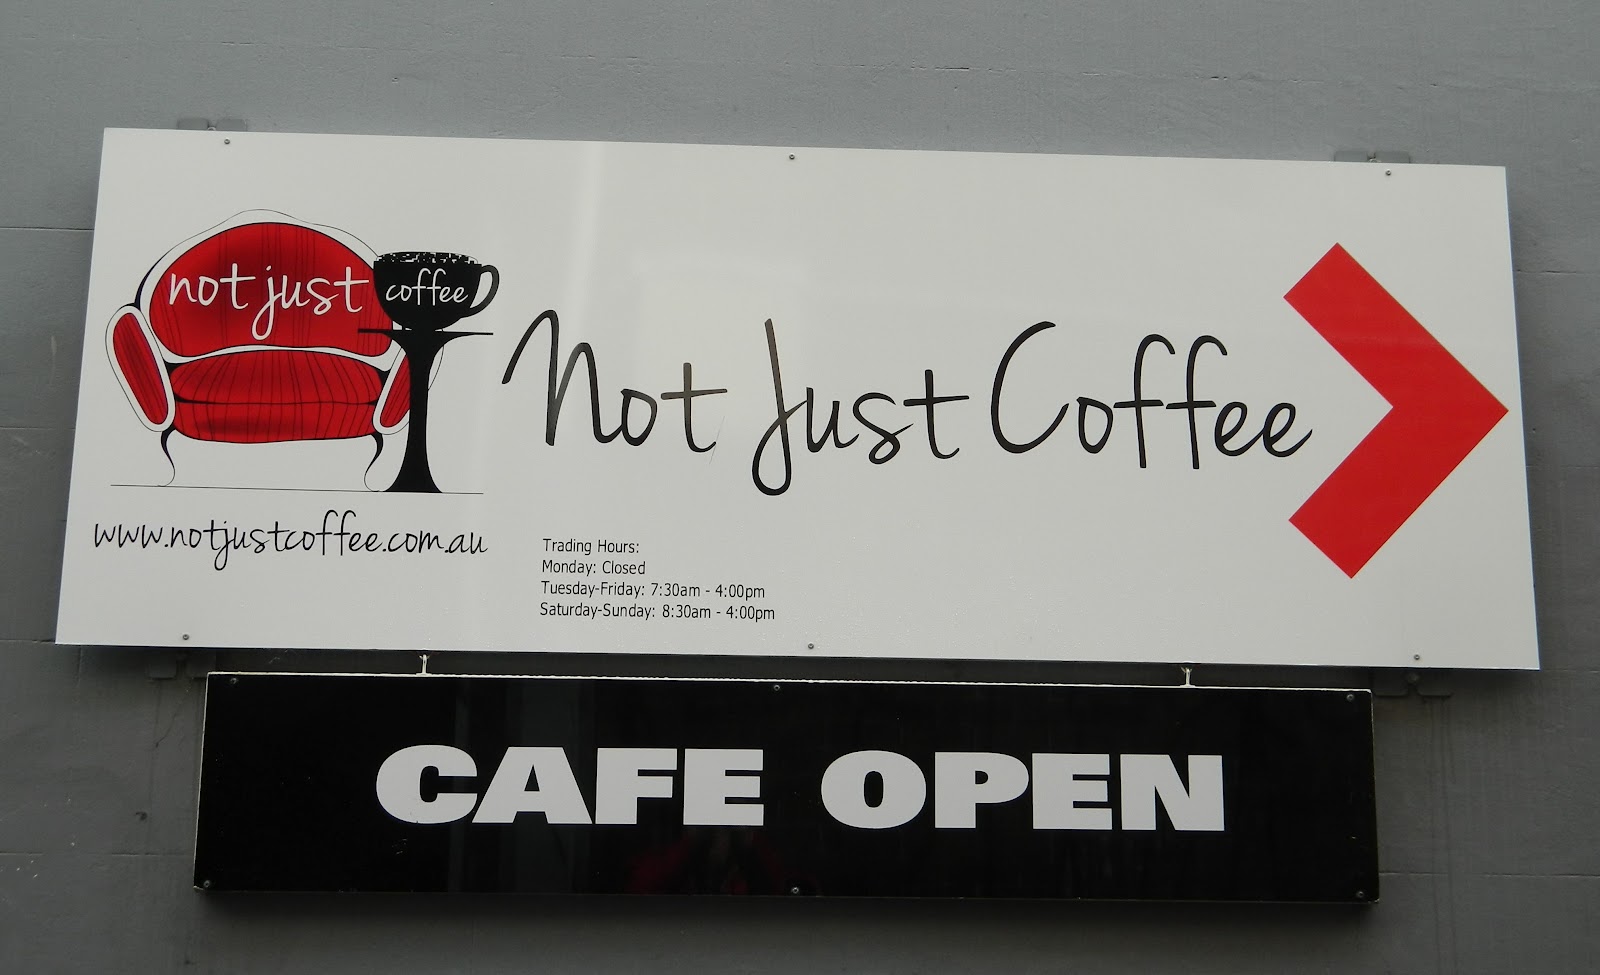 not just coffee
www.notjustcoffee.com.au
Not Just Coffee
Trading Hours:
Monday: Closed
Tuesday-Friday: 7:30am - 4:00pm
Saturday-Sunday: 8:30am - 4:00pm
CAFE OPEN